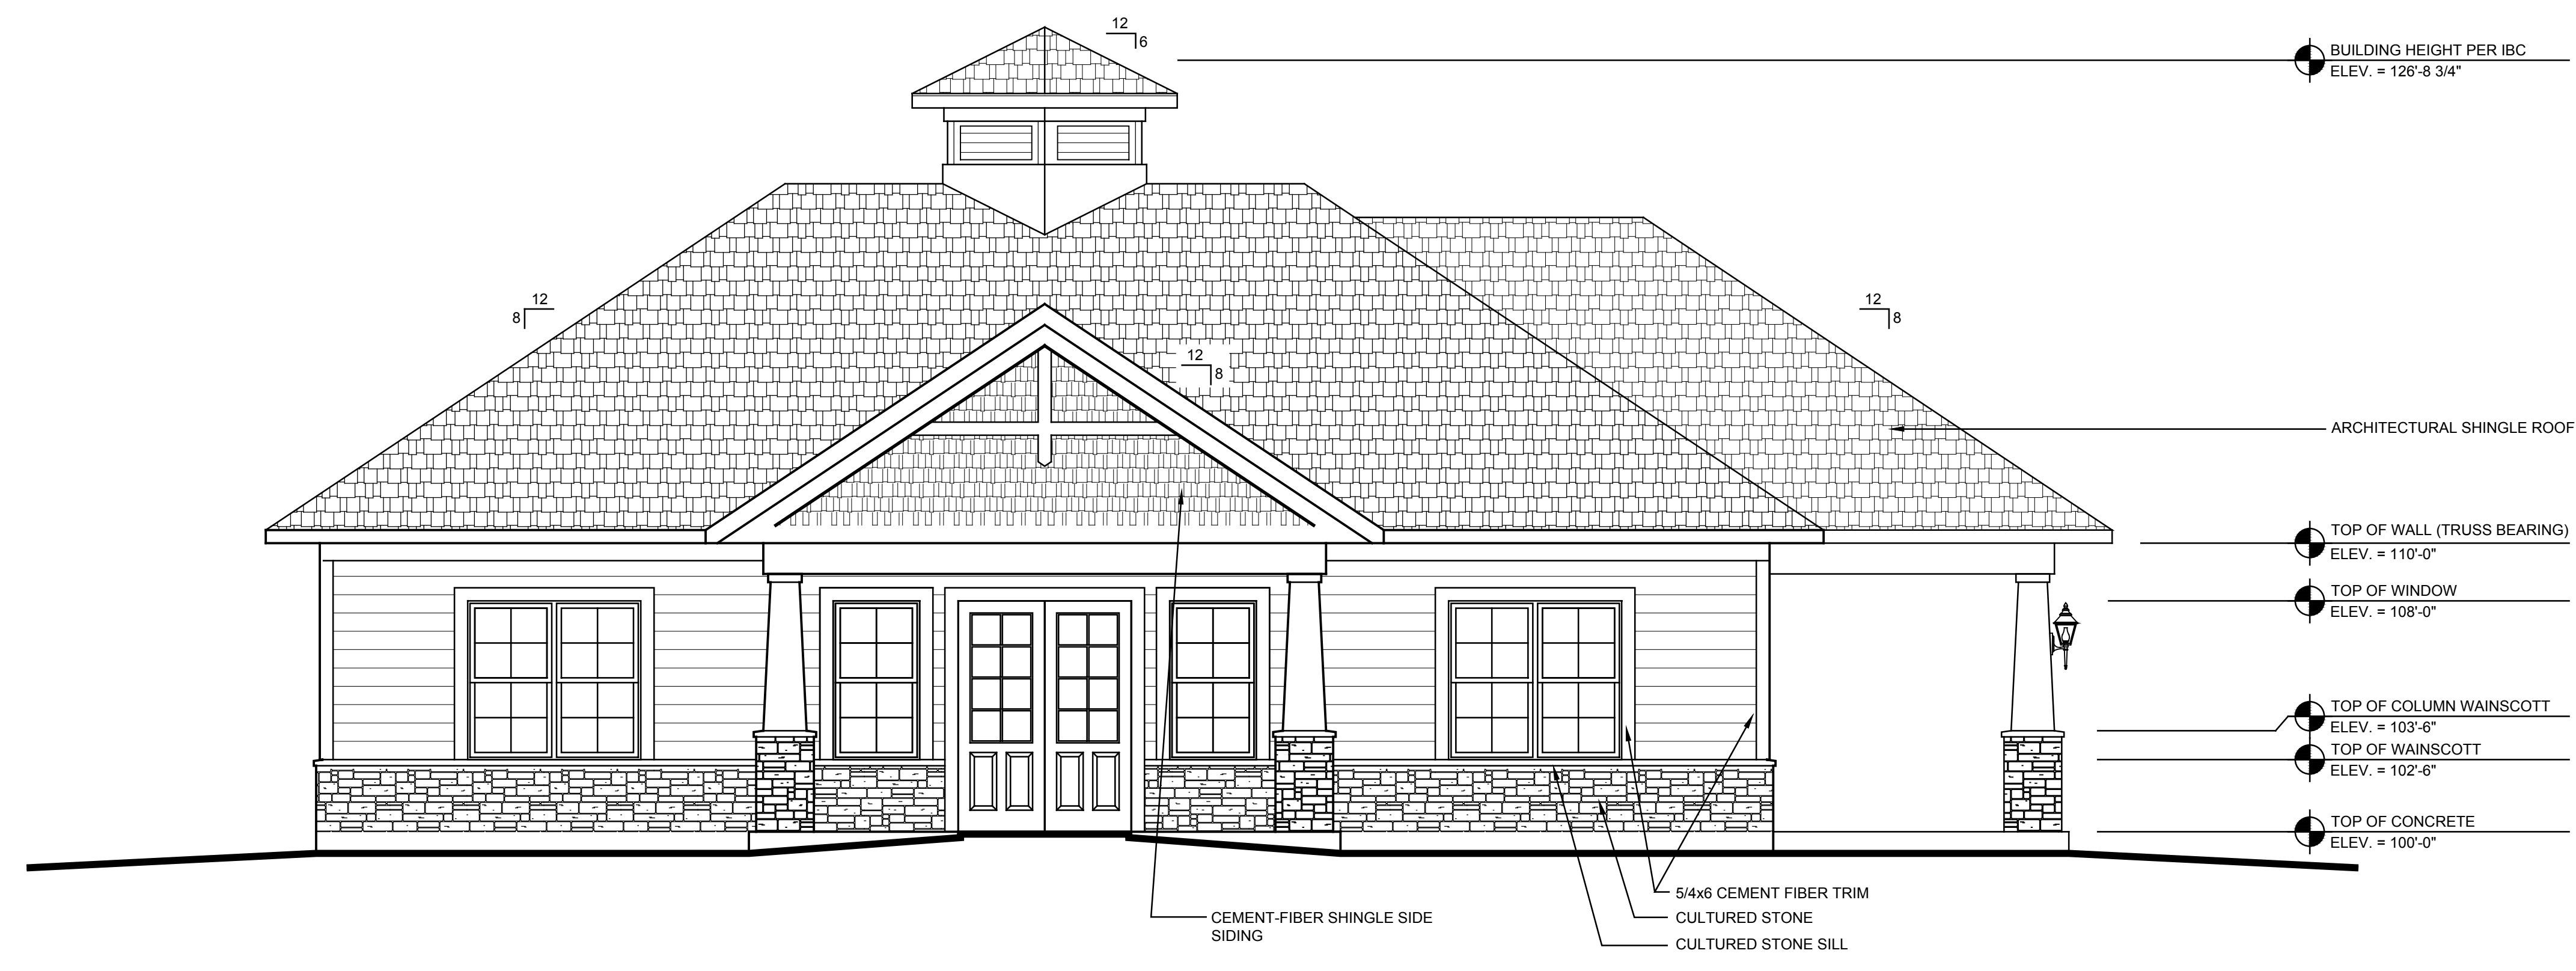 12
6
BUILDING HEIGHT PER IBC
ELEV. = 126'-8 3/4"
12
8
12
8
12
8
ARCHITECTURAL SHINGLE ROOF
TOP OF WALL (TRUSS BEARING)
ELEV. = 110'-0"
TOP OF WINDOW
ELEV. = 108'-0"
TOP OF COLUMN WAINSCOTT
ELEV. = 103'-6"
TOP OF WAINSCOTT
ELEV. = 102'-6"
TOP OF CONCRETE
ELEV. = 100'-0"
5/4x6 CEMENT FIBER TRIM
CEMENT-FIBER SHINGLE SIDE
SIDING
CULTURED STONE
CULTURED STONE SILL